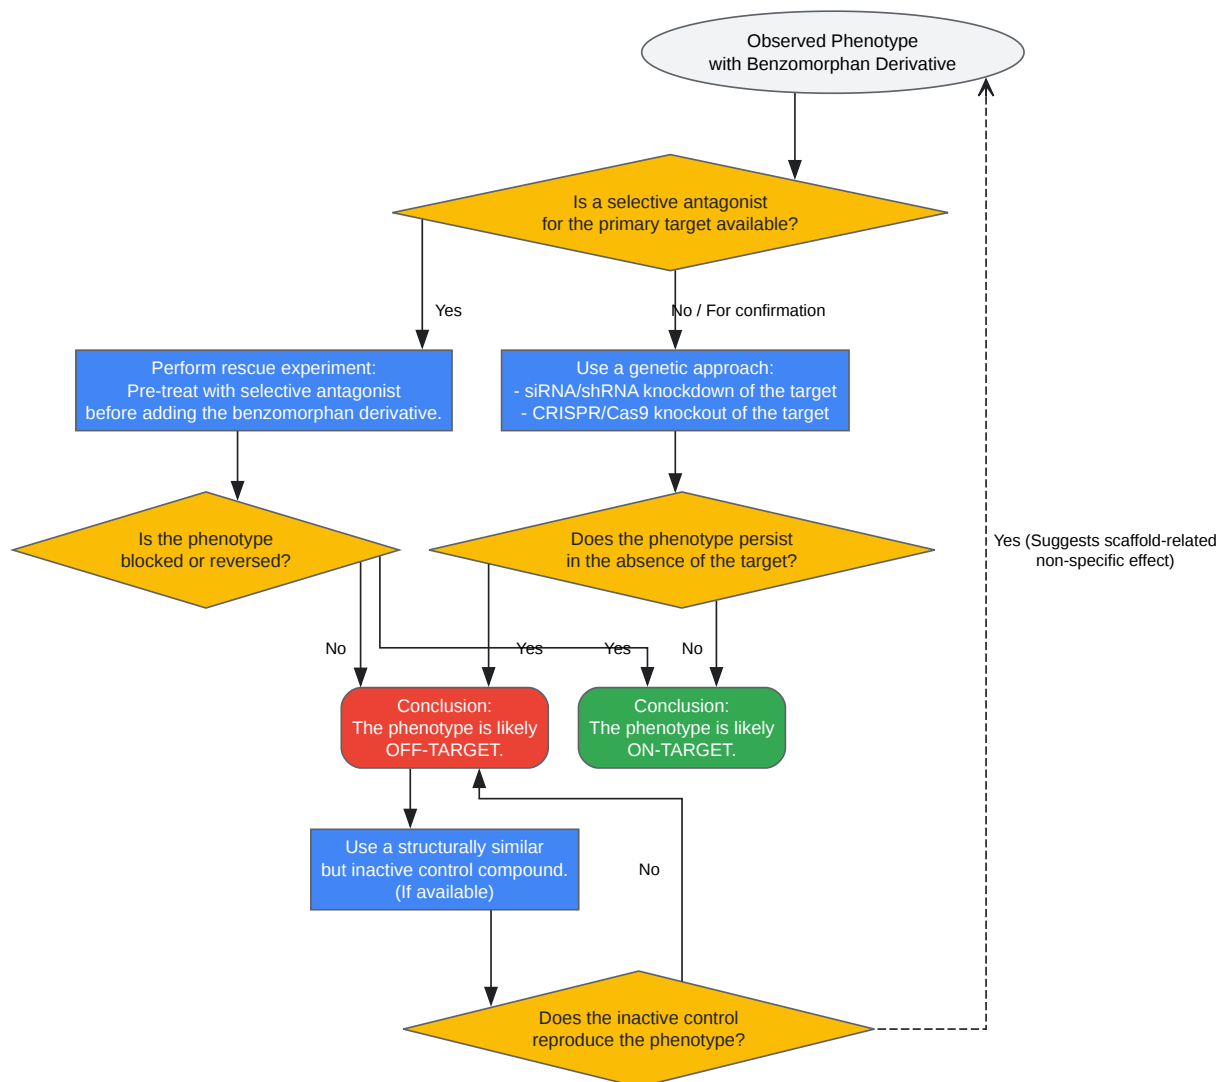 Observed Phenotype
with Benzomorphan Derivative
Is a selective antagonist
for the primary target available?
Yes
No / For confirmation
Perform rescue experiment:
Pre-treat with selective antagonist
before adding the benzomorphan derivative.
Use a genetic approach:
- siRNA/shRNA knockdown of the target
- CRISPR/Cas9 knockout of the target
Is the phenotype
blocked or reversed?
Does the phenotype persist
in the absence of the target?
Yes (Suggests scaffold-related
non-specific effect)
No
Yes
Yes
No
Conclusion:
The phenotype is likely
OFF-TARGET.
Conclusion:
The phenotype is likely
ON-TARGET.
Use a structurally similar
but inactive control compound.
(If available)
No
Does the inactive control
reproduce the phenotype?